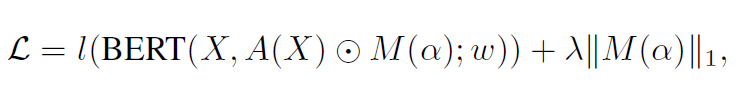 𝓛 = l(BERT(X, A(X) ⊙ M(α); w)) + λ‖M(α)‖₁,